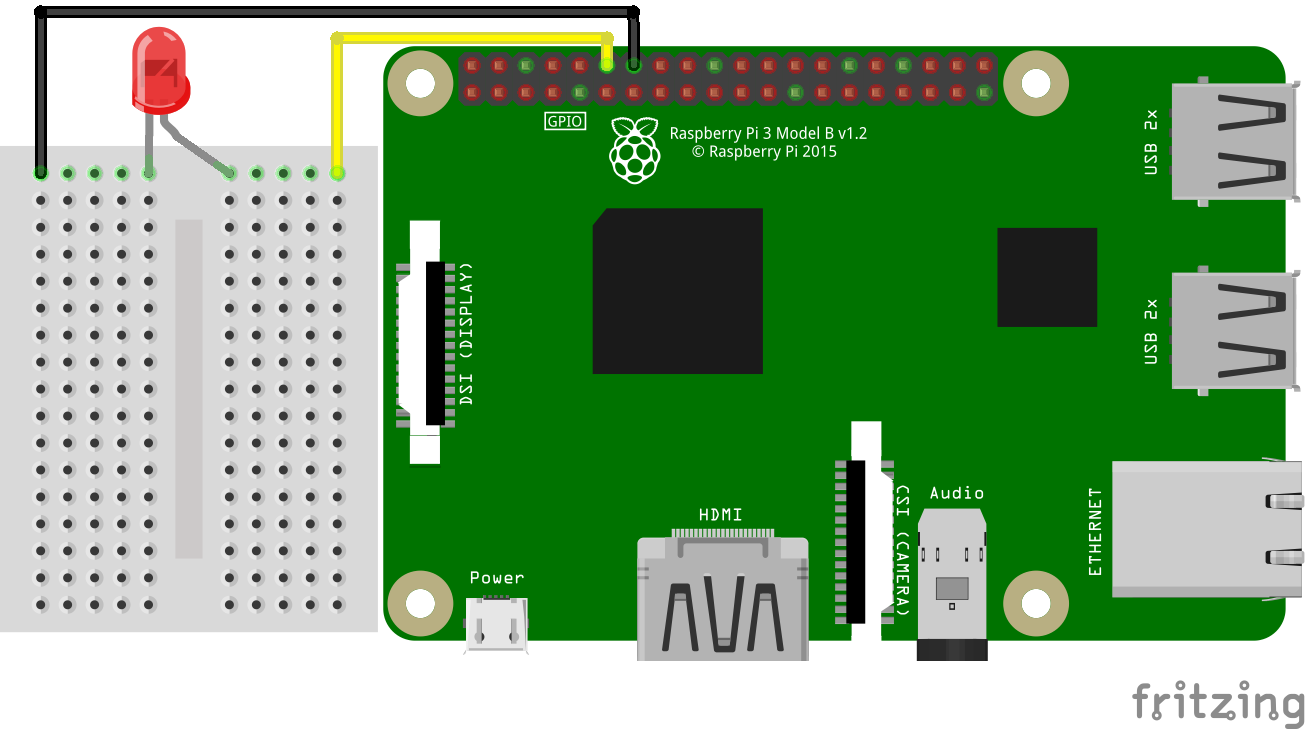 GPIO
Raspberry Pi 3 Model B v1.2
© Raspberry Pi 2015
USB 2x
DSI (DISPLAY)
USB 2x
HDMI
CSI (CAMERA)
Audio
ETHERNET
Power
fritzing